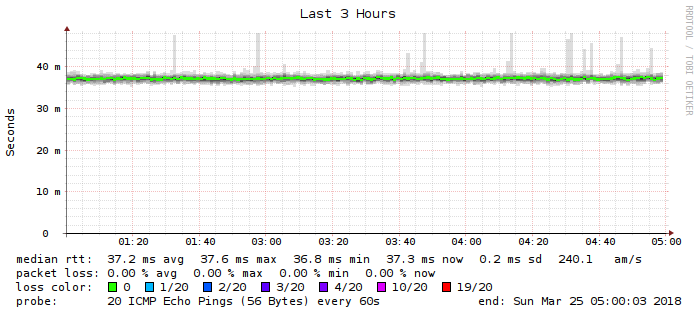 Last 3 Hours
RRDTOOL / TOBI OETIKER
Seconds
40 m
30 m
20 m
10 m
0
01:20 01:40 03:00 03:20 03:40 04:00 04:20 04:40 05:00
median rtt: 37.2 ms avg 37.6 ms max 36.8 ms min 37.3 ms now 0.2 ms sd 240.1 am/s
packet loss: 0.00 % avg 0.00 % max 0.00 % min 0.00 % now
loss color: 0 1/20 2/20 3/20 4/20 10/20 19/20
probe: 20 ICMP Echo Pings (56 Bytes) every 60s end: Sun Mar 25 05:00:03 2018